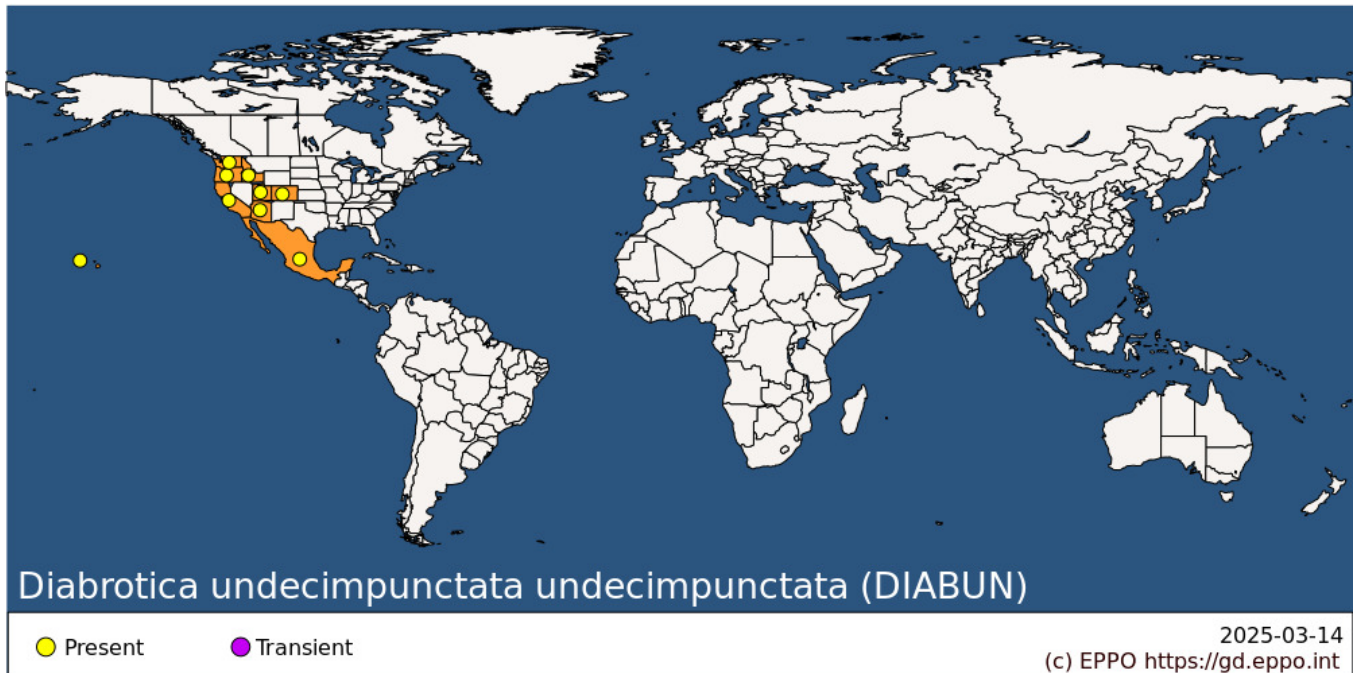 Diabrotica undecimpunctata undecimpunctata (DIABUN)
Present
Transient
2025-03-14
(c) EPPO https://gd.eppo.int